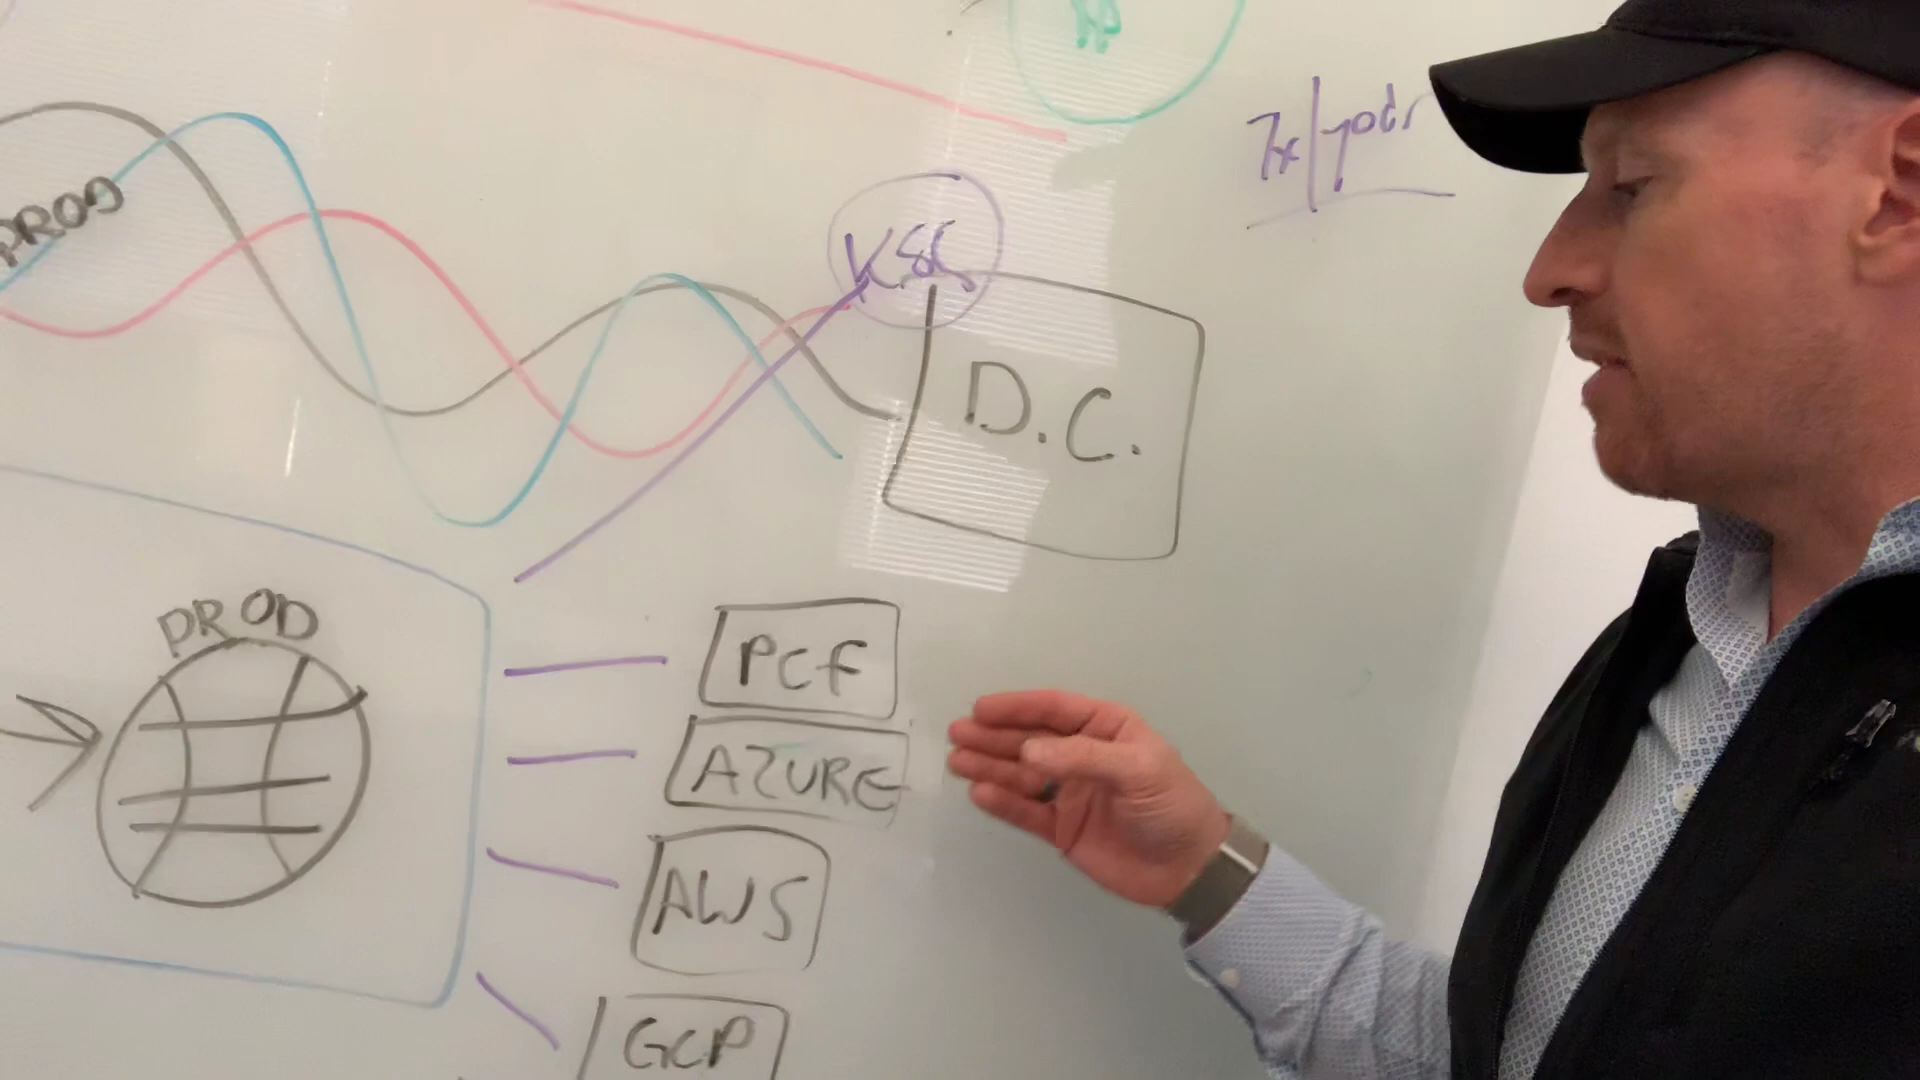 PROD
K8S
D.C.
PROD
PCF
AZURE
AWS
GCP